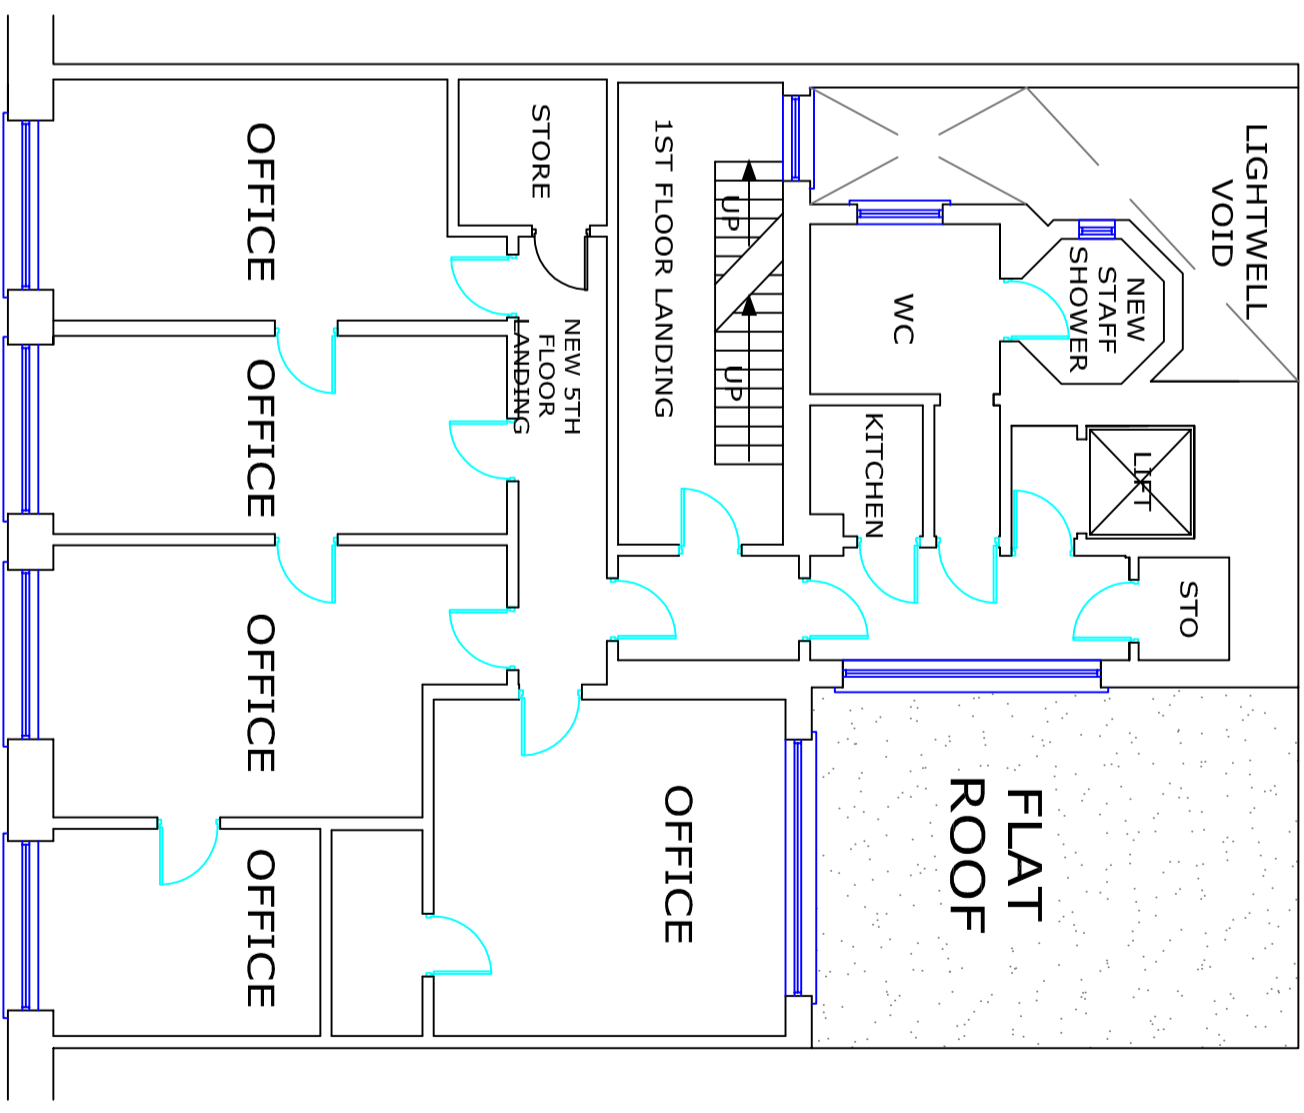 LIGHTWELL
VOID
NEW
STAFF
SHOWER
WC
LIFT
KITCHEN
STO
FLAT
ROOF
UP
UP
1ST FLOOR LANDING
STORE
NEW 5TH
FLOOR
LANDING
OFFICE
OFFICE
OFFICE
OFFICE
OFFICE